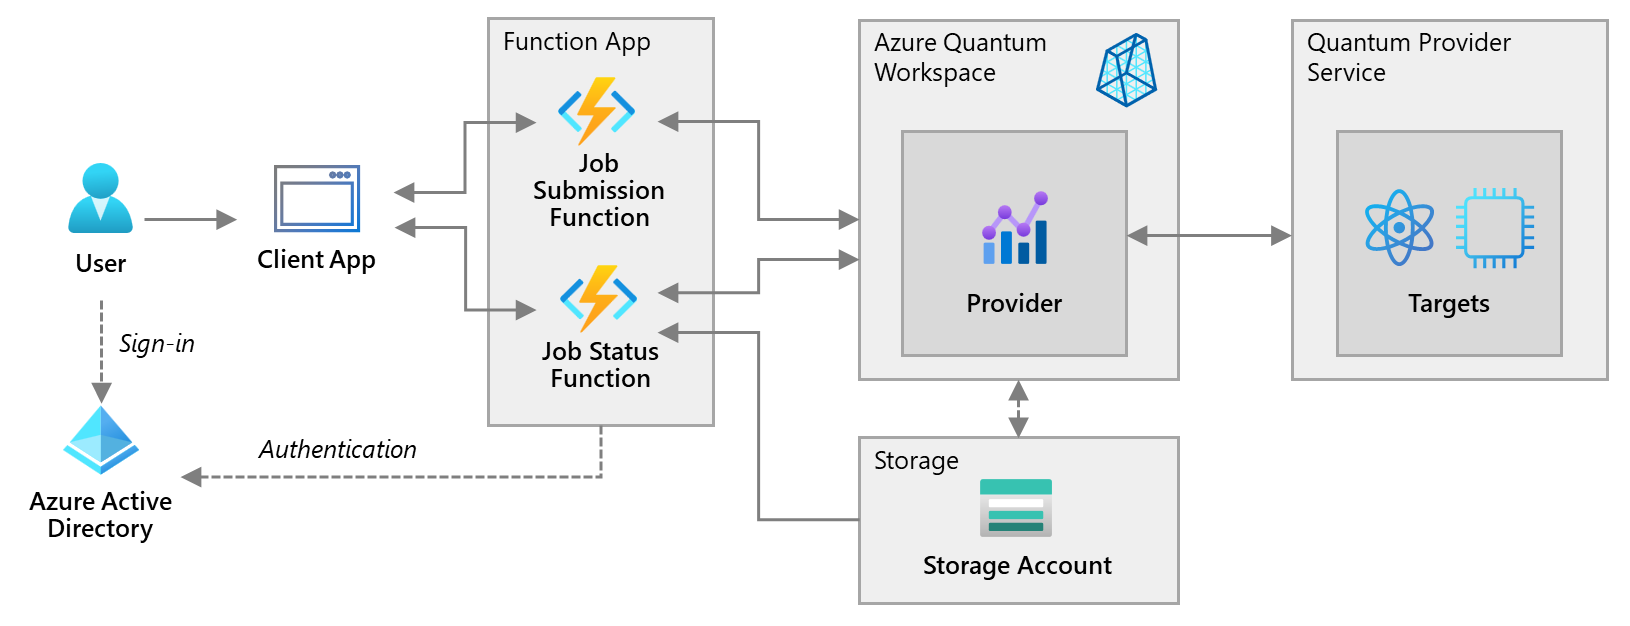 Function App
Job
Submission
Function
Job Status
Function
User
Client App
Sign-in
Authentication
Azure Active
Directory
Azure Quantum
Workspace
Provider
Storage
Storage Account
Quantum Provider
Service
Targets